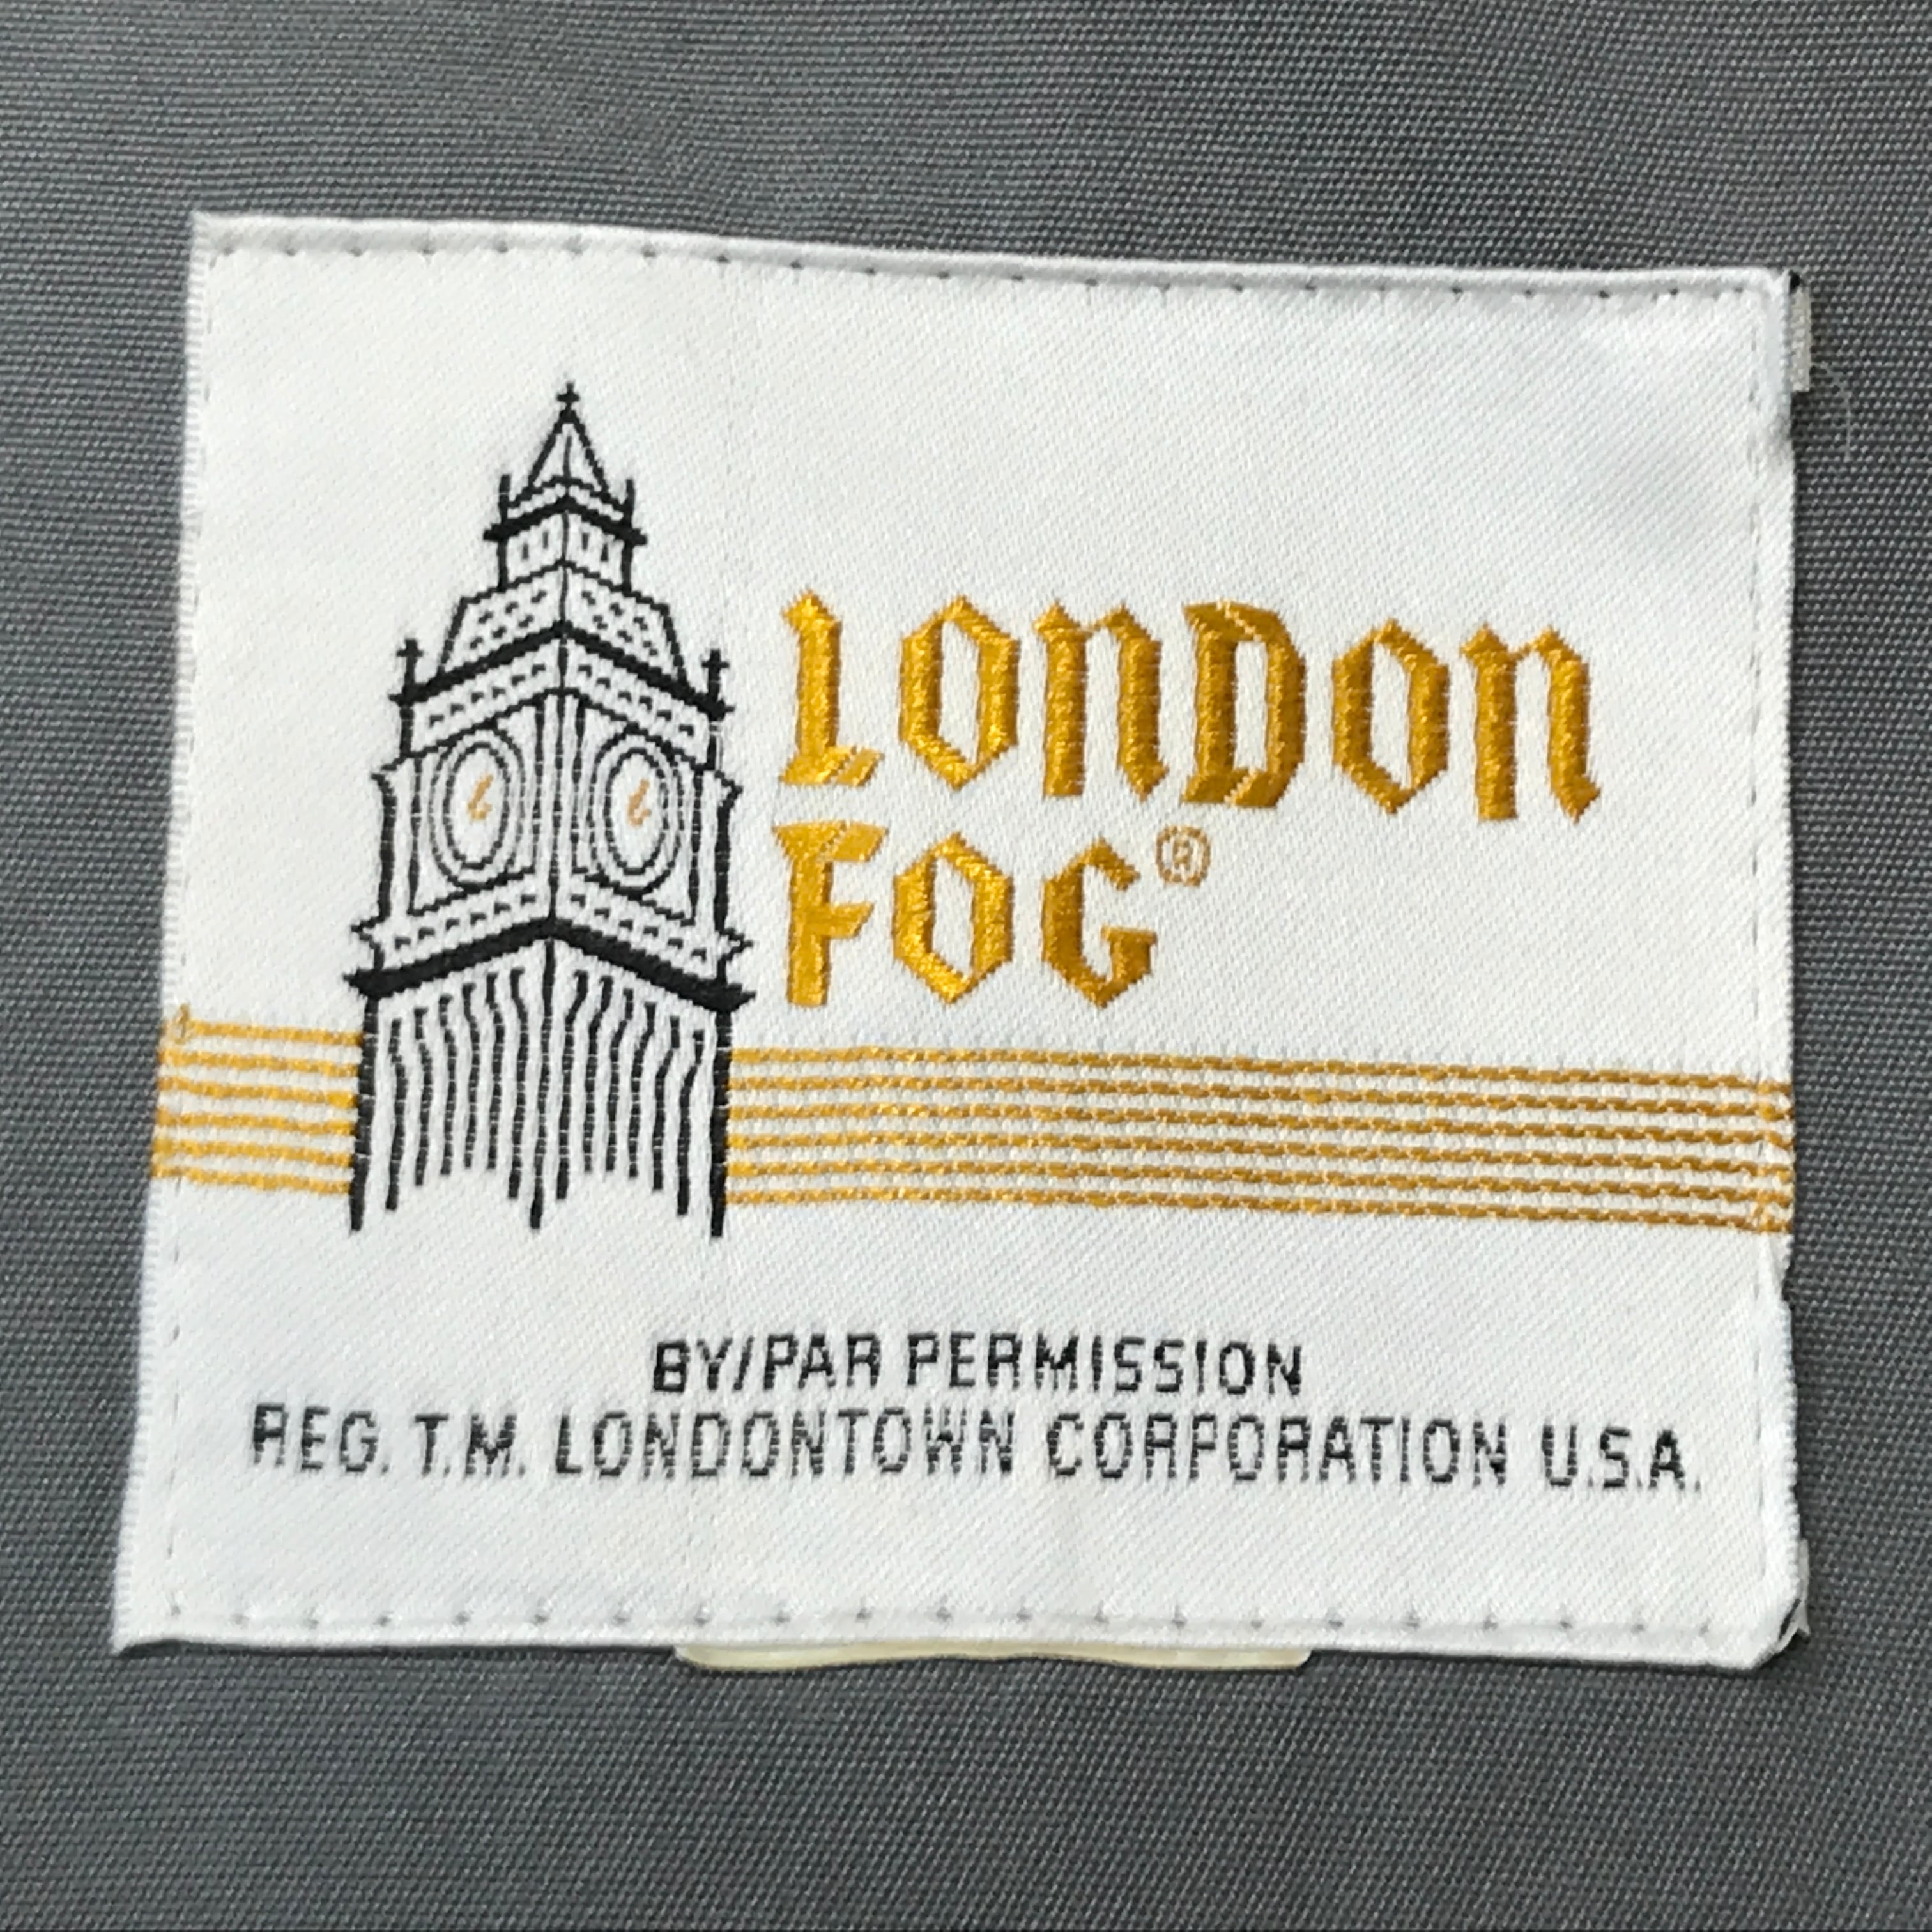 LONDON
FOG®
BY/PAR PERMISSION
REG. T.M. LONDONTOWN CORPORATION U.S.A.